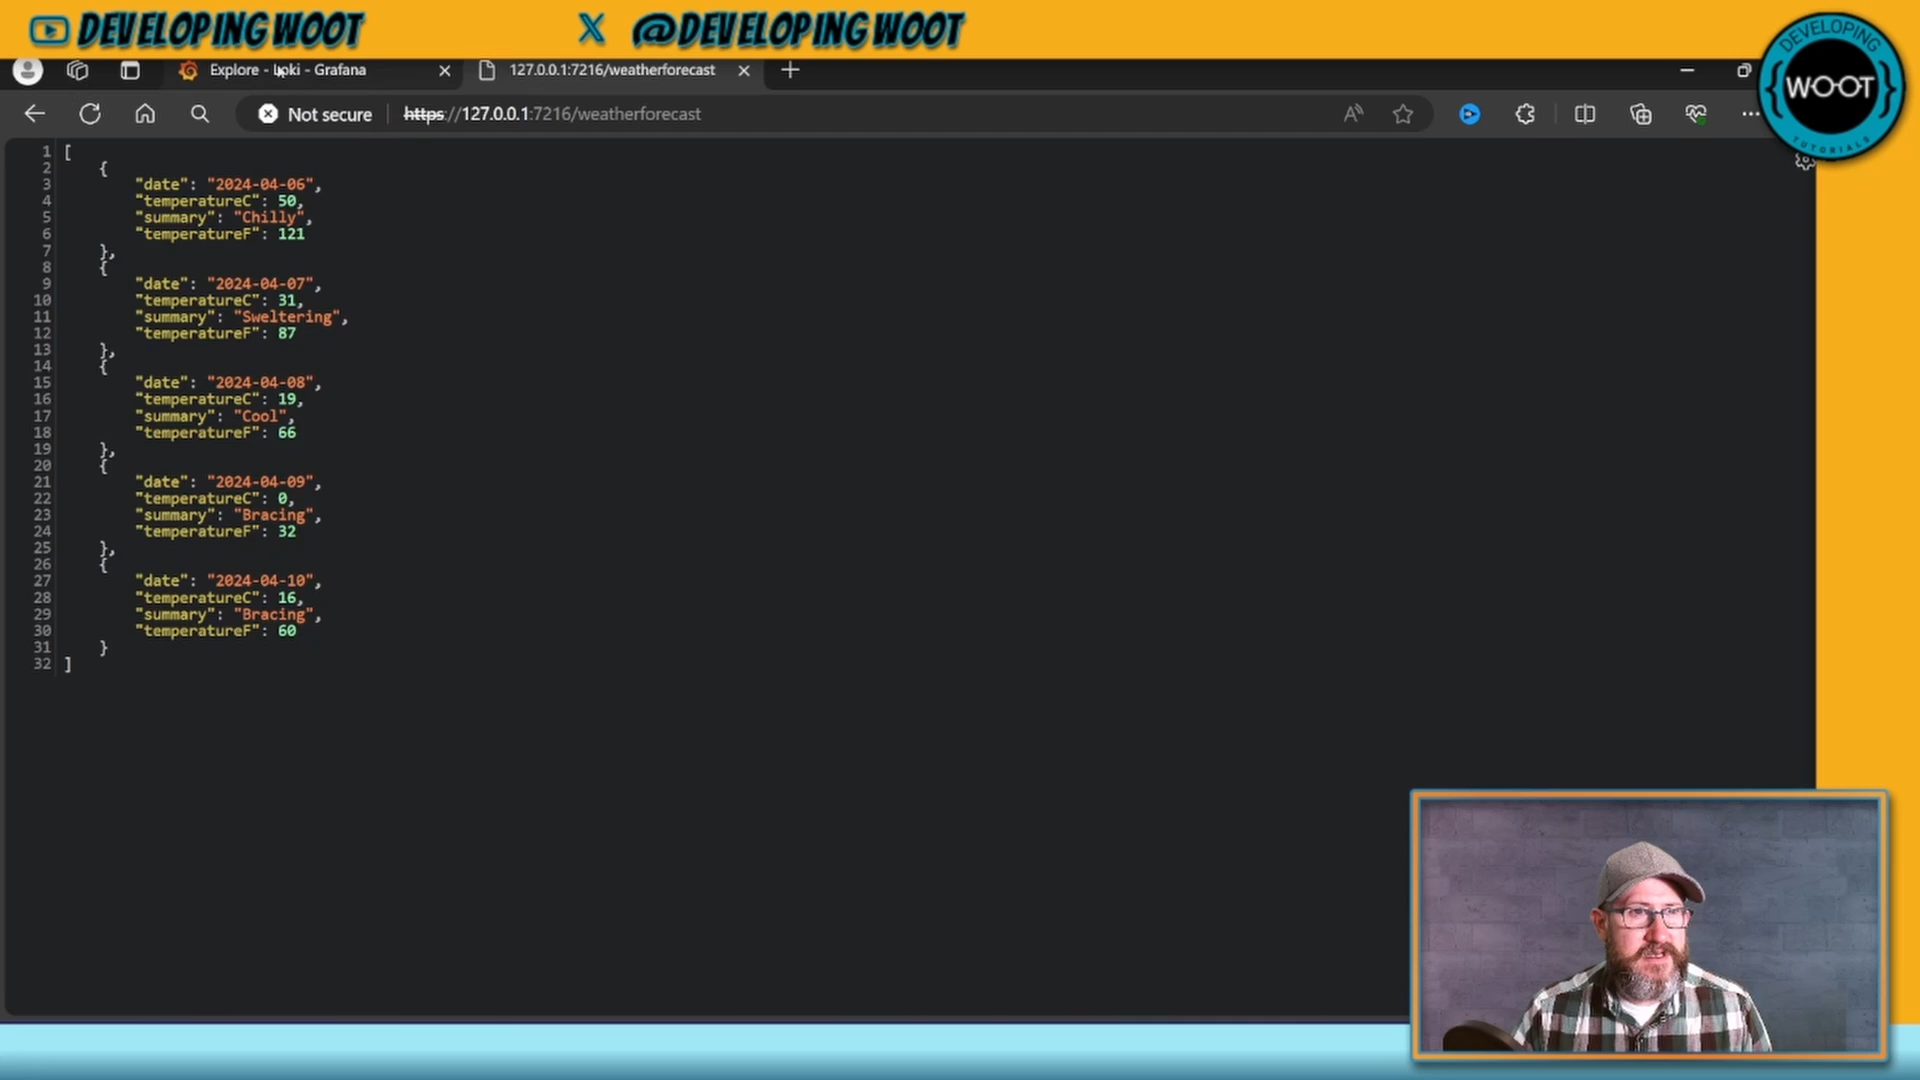 DEVELOPINGWOOT
@DEVELOPINGWOOT
DEVELOPING
{WOOT}
TUTORIALS
Explore - Loki - Grafana
127.0.0.1:7216/weatherforecast
Not secure
https://127.0.0.1:7216/weatherforecast
1 [
2 {
3 "date": "2024-04-06",
4 "temperatureC": 50,
5 "summary": "Chilly",
6 "temperatureF": 121
7 },
8 {
9 "date": "2024-04-07",
10 "temperatureC": 31,
11 "summary": "Sweltering",
12 "temperatureF": 87
13 },
14 {
15 "date": "2024-04-08",
16 "temperatureC": 19,
17 "summary": "Cool",
18 "temperatureF": 66
19 },
20 {
21 "date": "2024-04-09",
22 "temperatureC": 0,
23 "summary": "Bracing",
24 "temperatureF": 32
25 },
26 {
27 "date": "2024-04-10",
28 "temperatureC": 16,
29 "summary": "Bracing",
30 "temperatureF": 60
31 }
32 ]